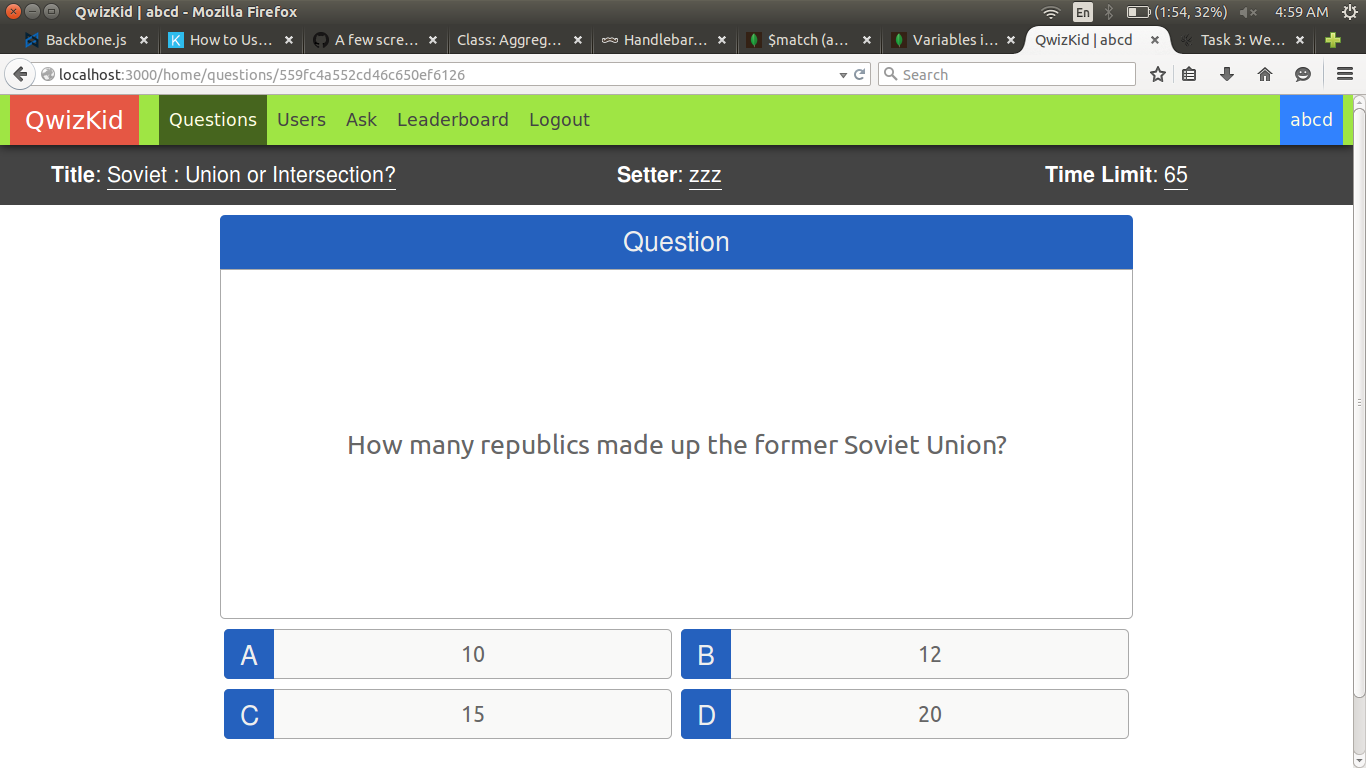 QwizKid | abcd - Mozilla Firefox
En
(1:54, 32%)
4:59 AM
Backbone.js
How to Us...
A few scre...
Class: Aggreg...
Handlebar...
$match (a...
Variables i...
QwizKid | abcd
Task 3: We...
localhost:3000/home/questions/559fc4a552cd46c650ef6126
Search
QwizKid
Questions
Users
Ask
Leaderboard
Logout
abcd
Title: Soviet : Union or Intersection?
Setter: zzz
Time Limit: 65
Question
How many republics made up the former Soviet Union?
A 10
B 12
C 15
D 20